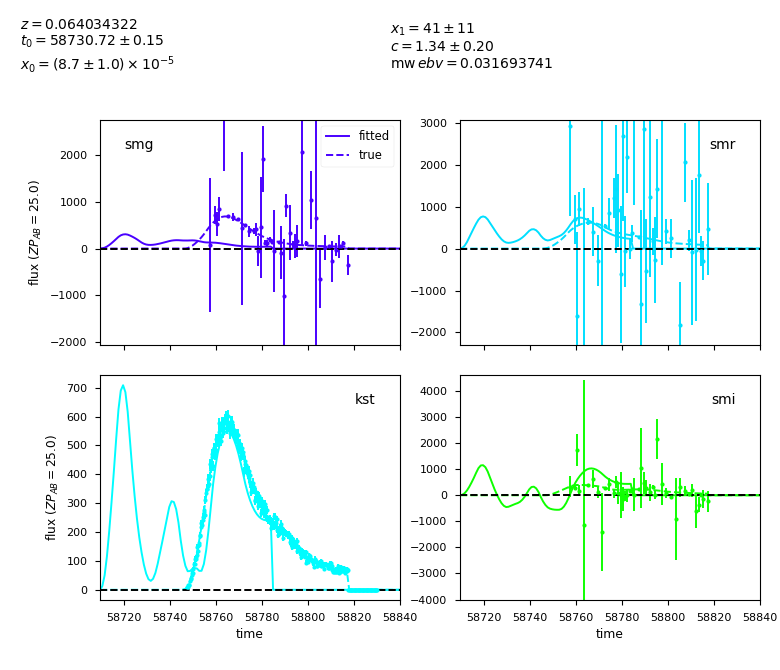 z = 0.064034322
t₀ = 58730.72 ± 0.15
x₀ = (8.7 ± 1.0) × 10⁻⁵
x₁ = 41 ± 11
c = 1.34 ± 0.20
mw ebv = 0.031693741
smg
fitted
true
flux (ZP_AB = 25.0)
2000
1000
0
−1000
−2000
smr
3000
2000
1000
0
−1000
−2000
kst
flux (ZP_AB = 25.0)
700
600
500
400
300
200
100
0
58720 58740 58760 58780 58800 58820 58840
time
smi
4000
3000
2000
1000
0
−1000
−2000
−3000
−4000
58720 58740 58760 58780 58800 58820 58840
time